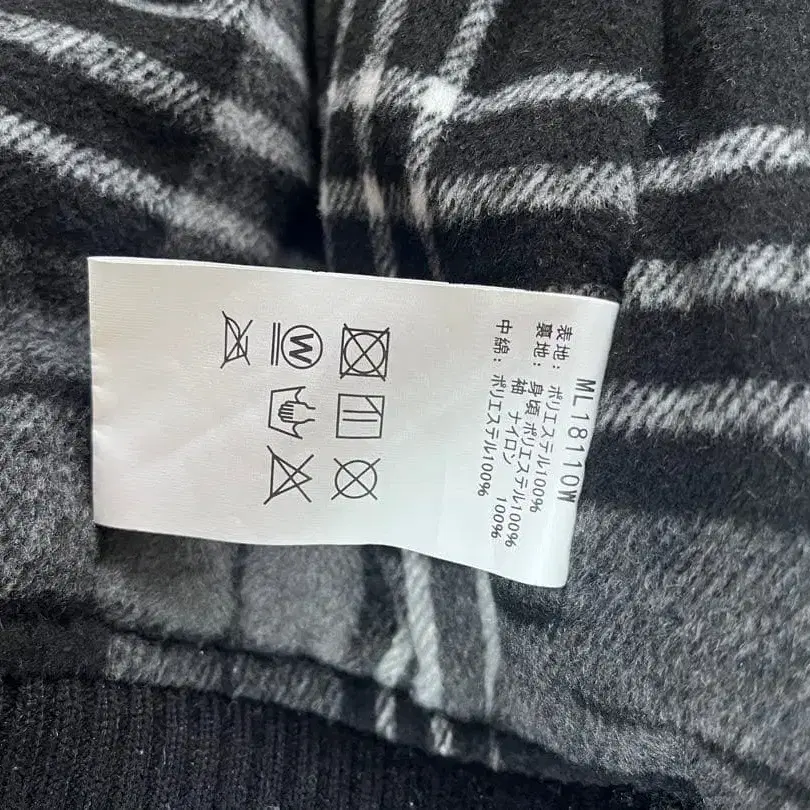 ML18110W
表地: ポリエステル100%
裏地: 身頃 ポリエステル100%
袖 ナイロン 100%
中綿: ポリエステル100%
W